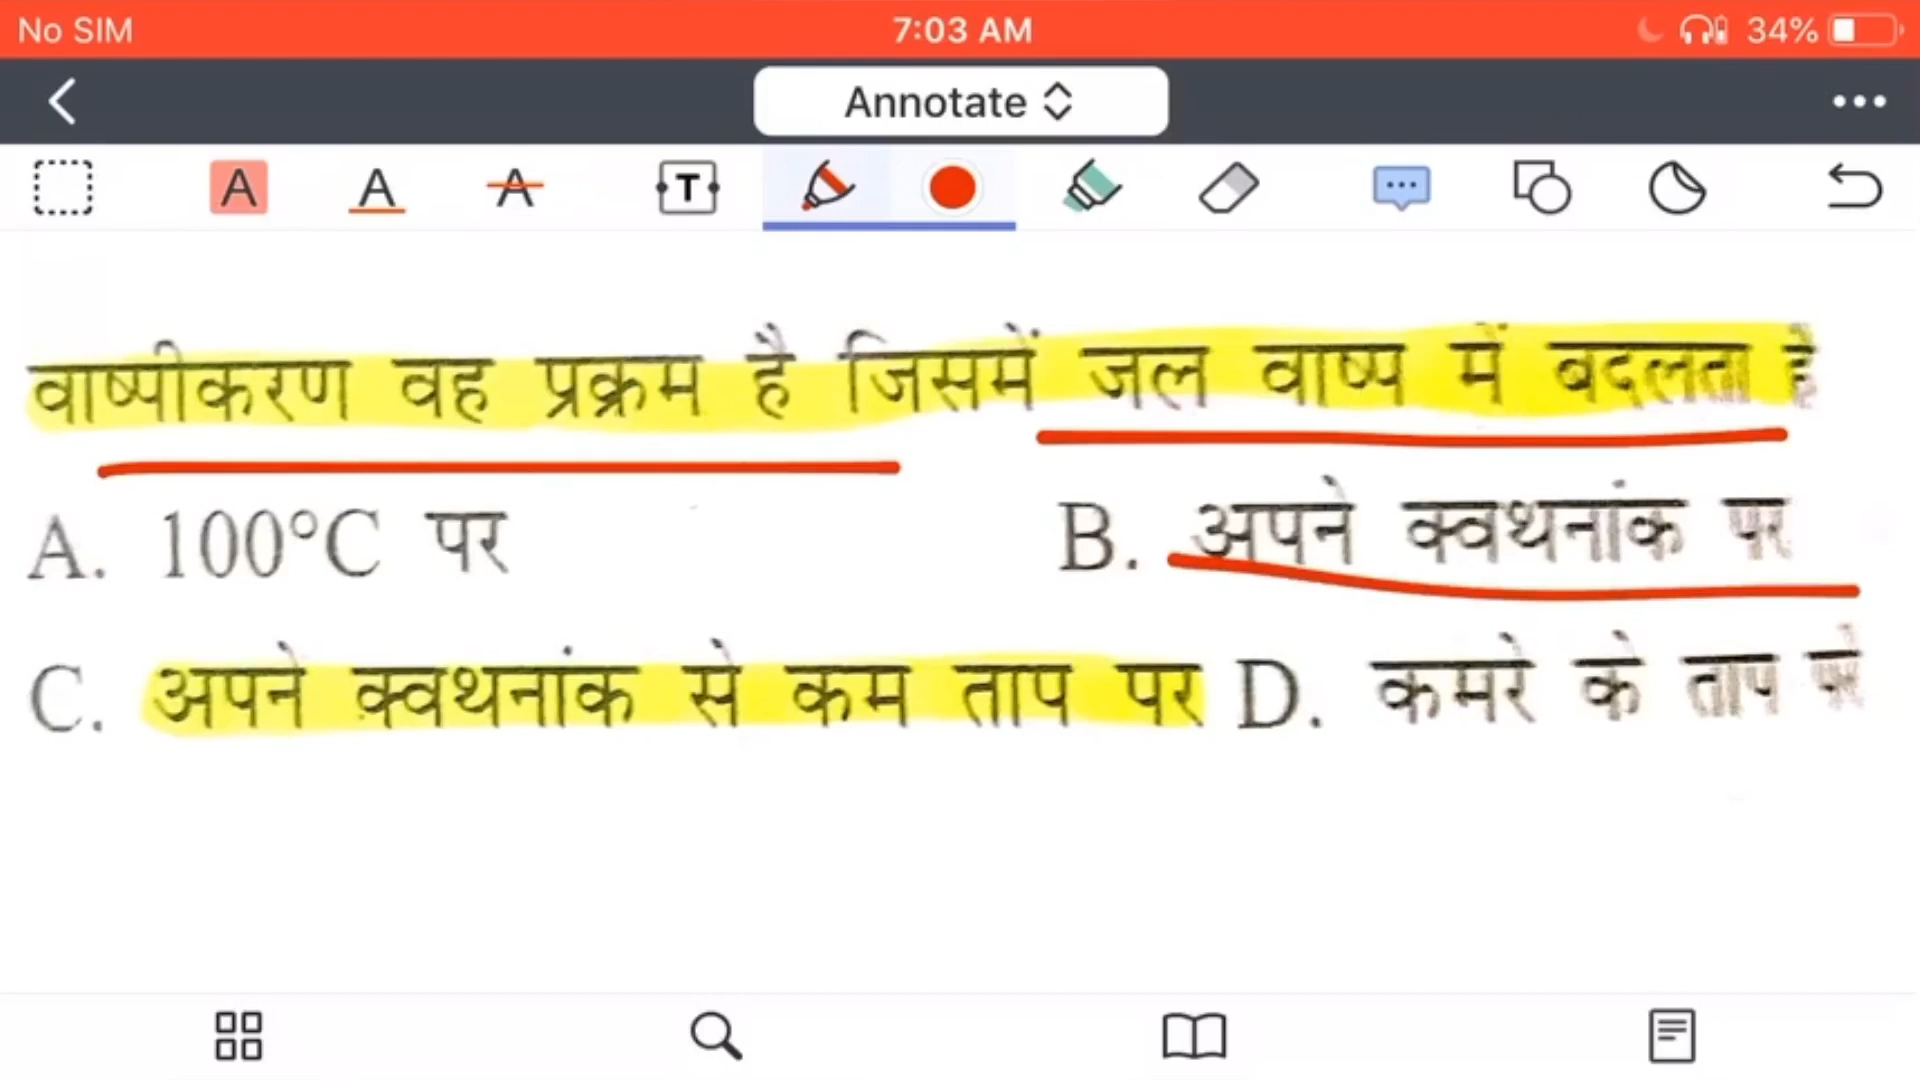 No SIM 7:03 AM 34%
Annotate
A A A T
वाष्पीकरण वह प्रक्रम है जिसमें जल वाष्प में बदलता है
A. 100°C पर B. अपने क्वथनांक पर
C. अपने क्वथनांक से कम ताप पर D. कमरे के ताप पर